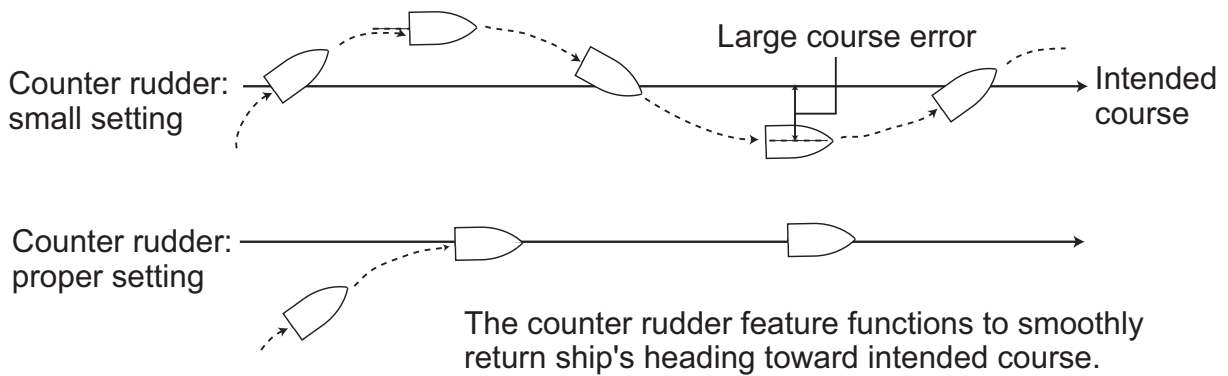 Large course error
Counter rudder:
small setting
Intended
course
Counter rudder:
proper setting
The counter rudder feature functions to smoothly
return ship's heading toward intended course.